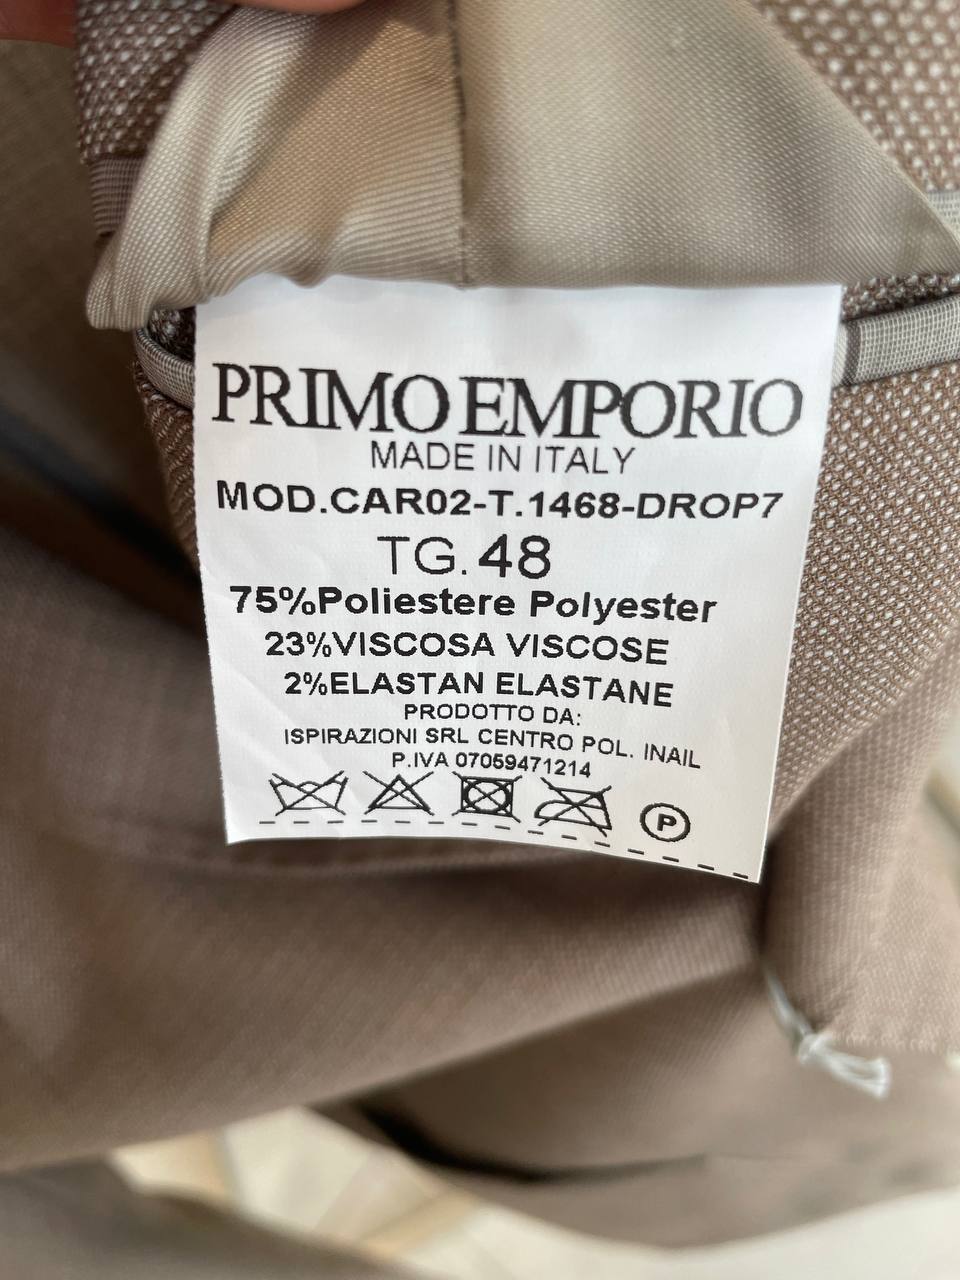 PRIMO EMPORIO
MADE IN ITALY
MOD.CAR02-T.1468-DROP7
TG. 48
75%Poliestere Polyester
23%VISCOSA VISCOSE
2%ELASTAN ELASTANE
PRODOTTO DA:
ISPIRAZIONI SRL CENTRO POL. INAIL
P.IVA 07059471214
P